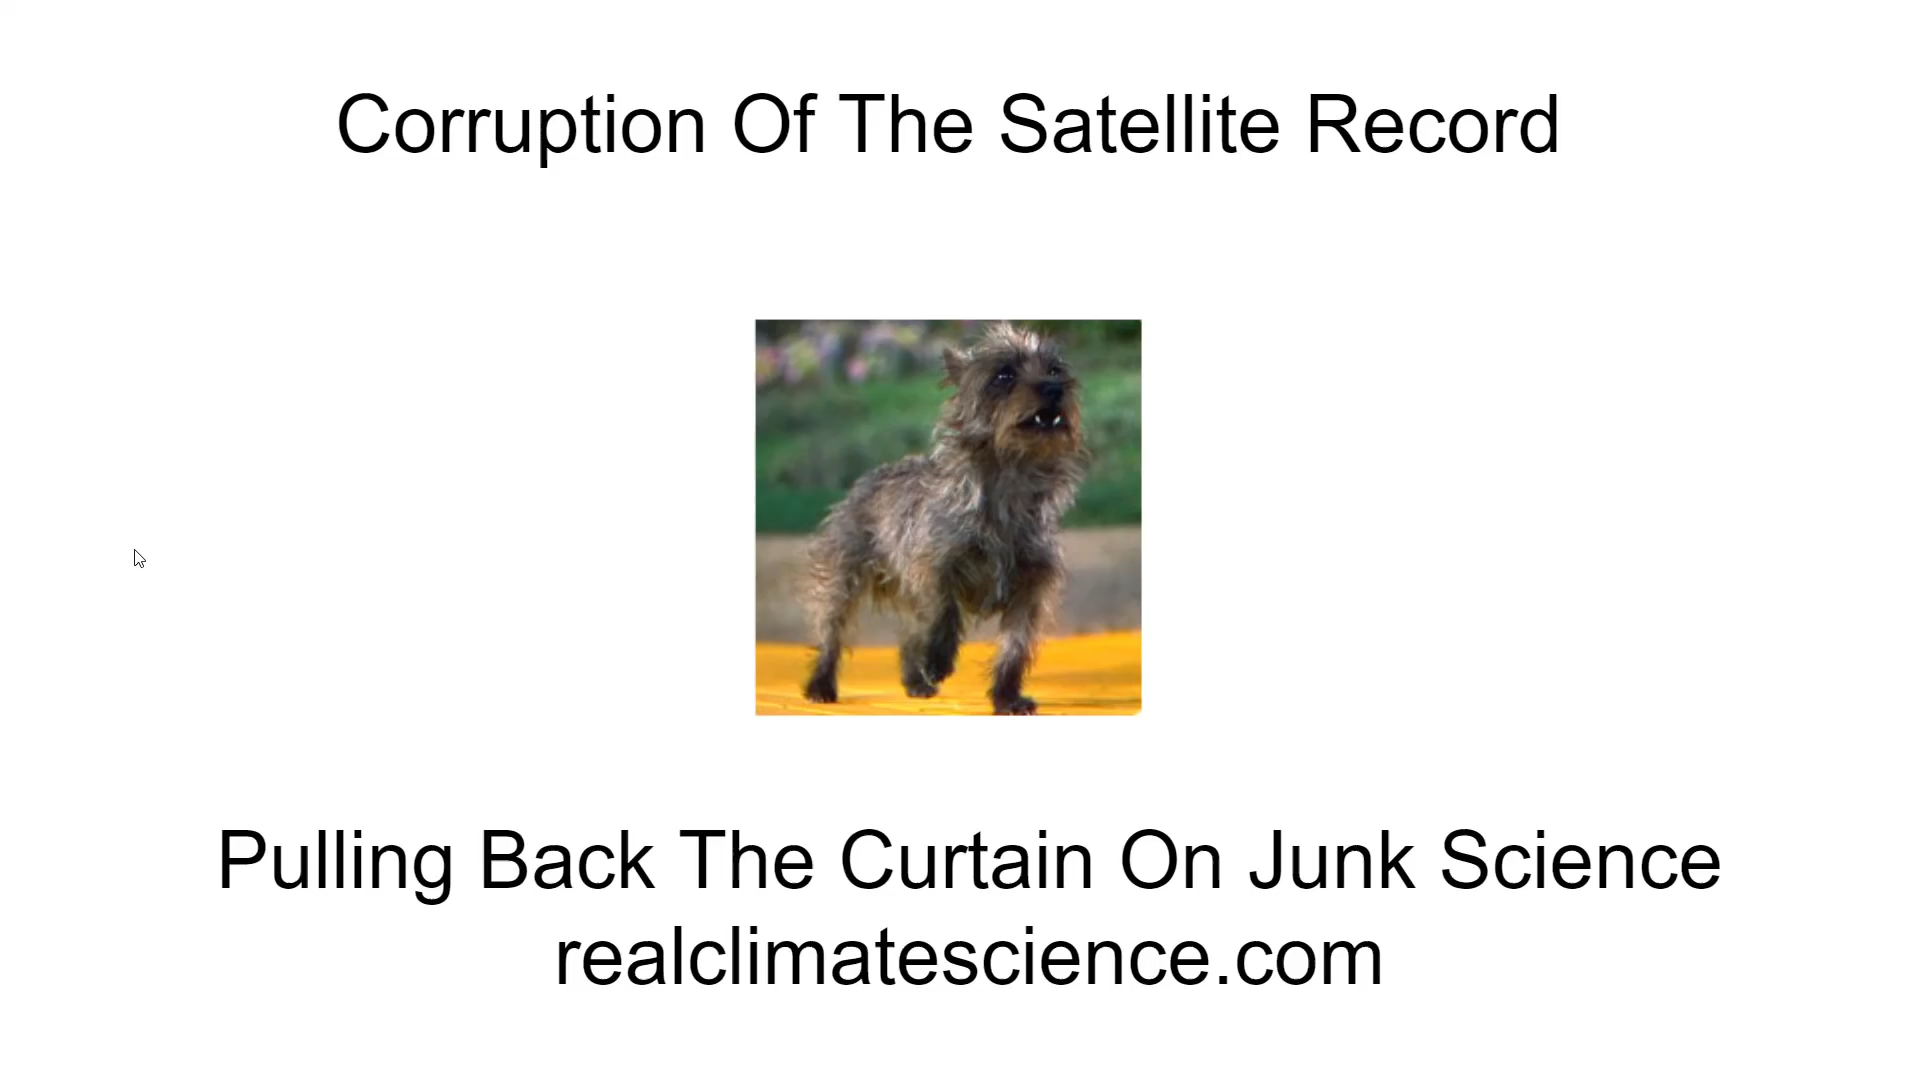 Corruption Of The Satellite Record
Pulling Back The Curtain On Junk Science
realclimatescience.com